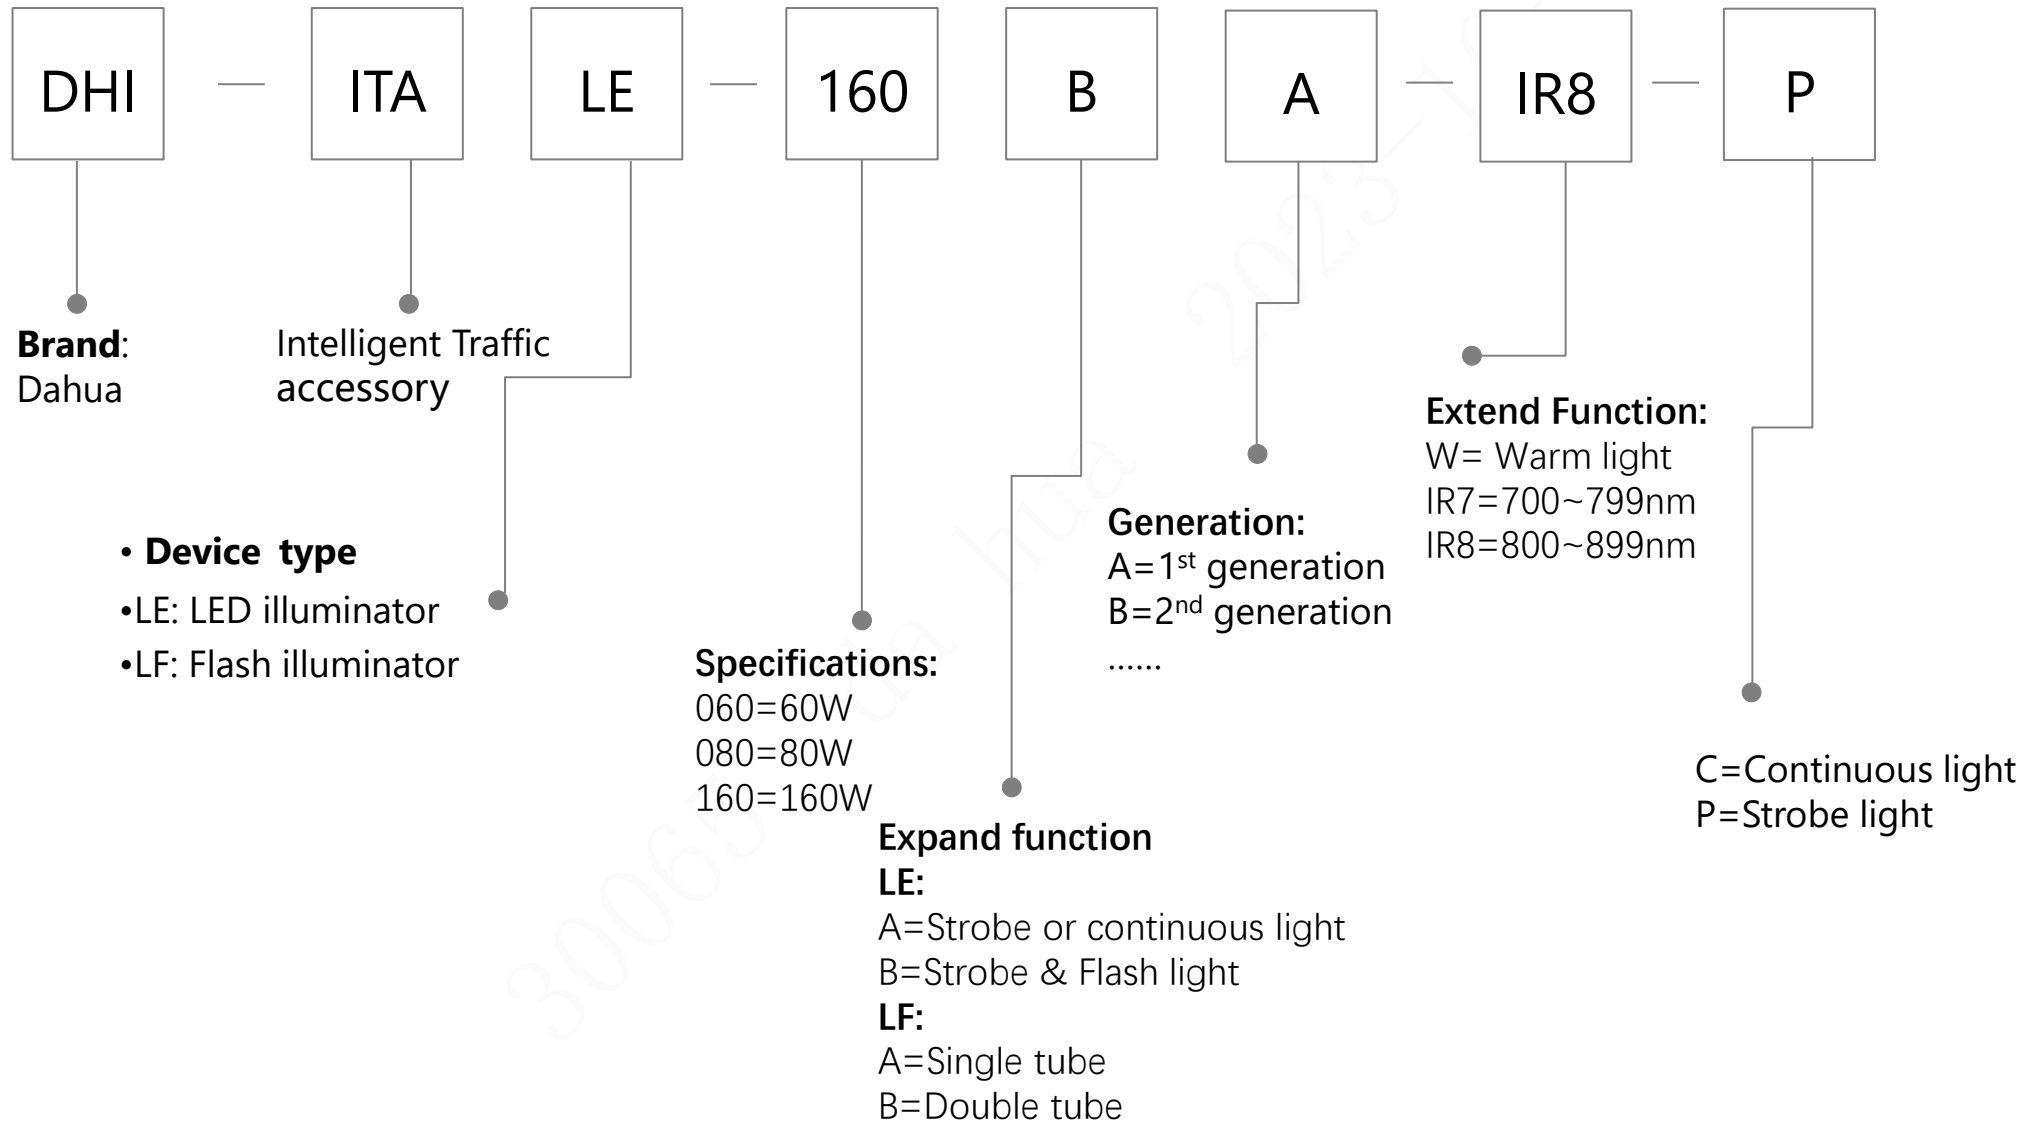 DHI — ITA LE — 160 B A — IR8 — P
Brand:
Dahua
Intelligent Traffic
accessory
• Device type
•LE: LED illuminator
•LF: Flash illuminator
Specifications:
060=60W
080=80W
160=160W
Expand function
LE:
A=Strobe or continuous light
B=Strobe & Flash light
LF:
A=Single tube
B=Double tube
Generation:
A=1st generation
B=2nd generation
......
Extend Function:
W= Warm light
IR7=700~799nm
IR8=800~899nm
C=Continuous light
P=Strobe light